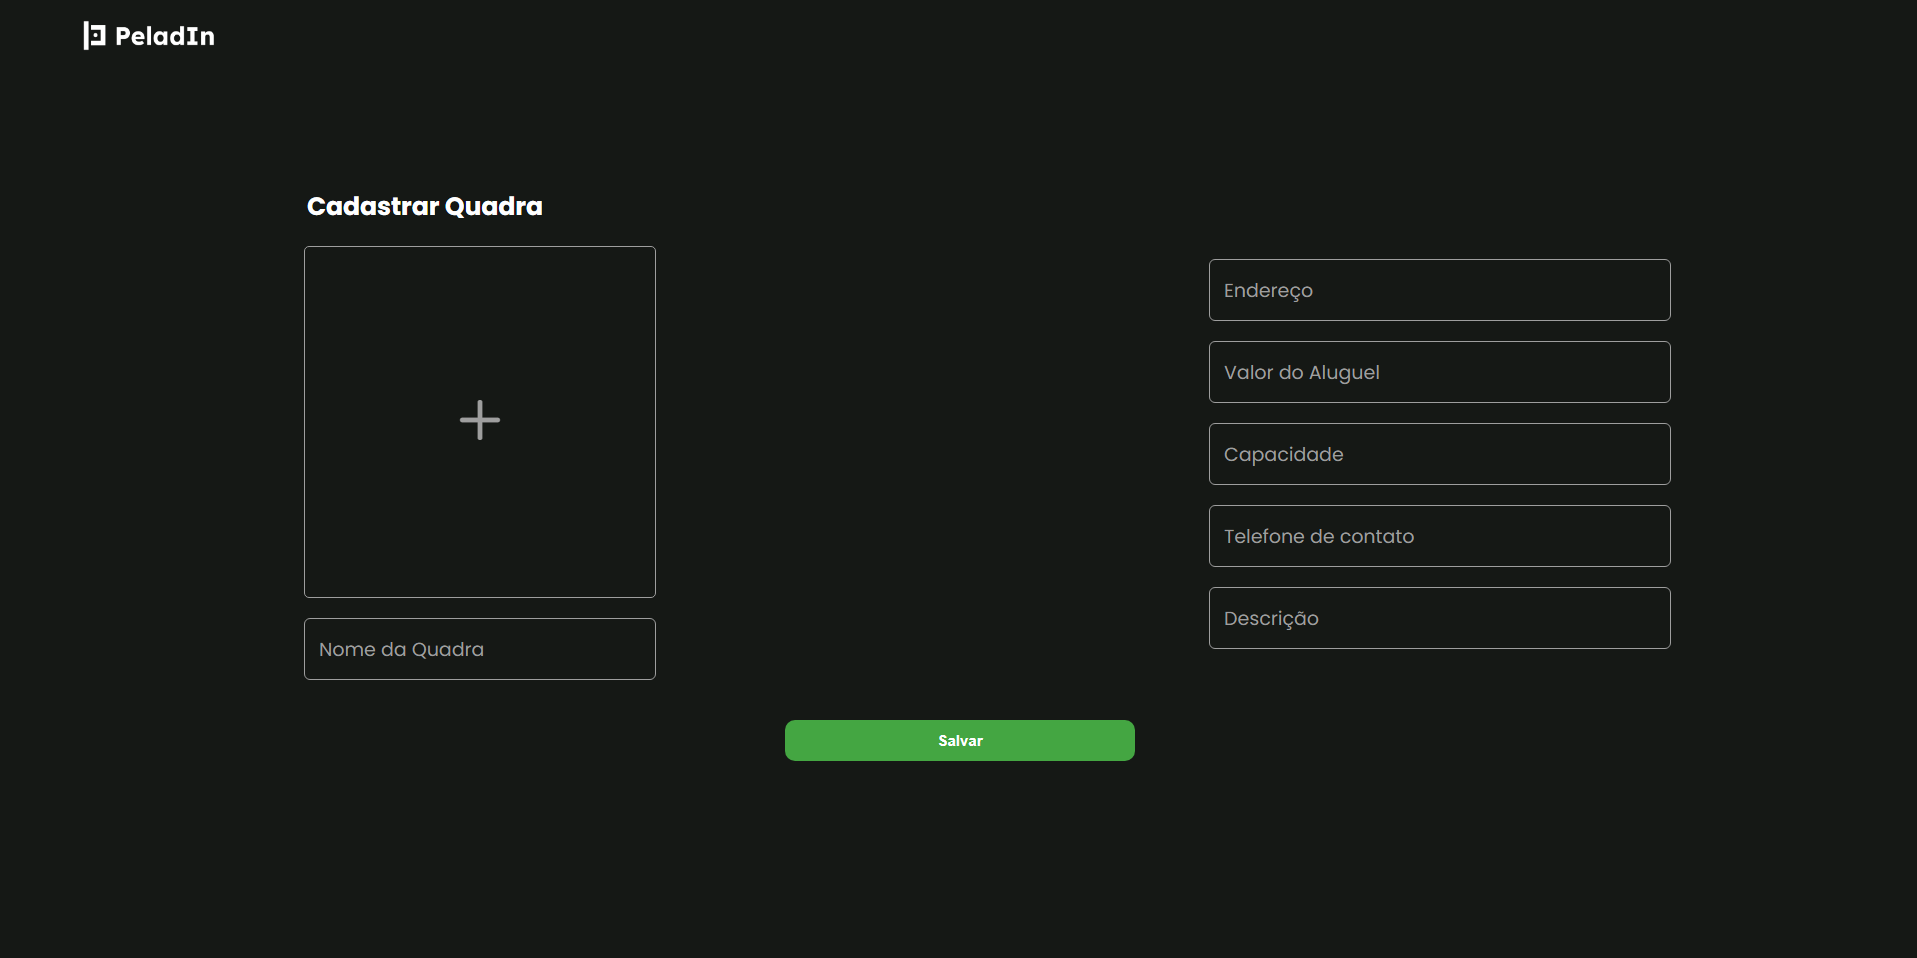 PeladIn
Cadastrar Quadra
Nome da Quadra
Endereço
Valor do Aluguel
Capacidade
Telefone de contato
Descrição
Salvar